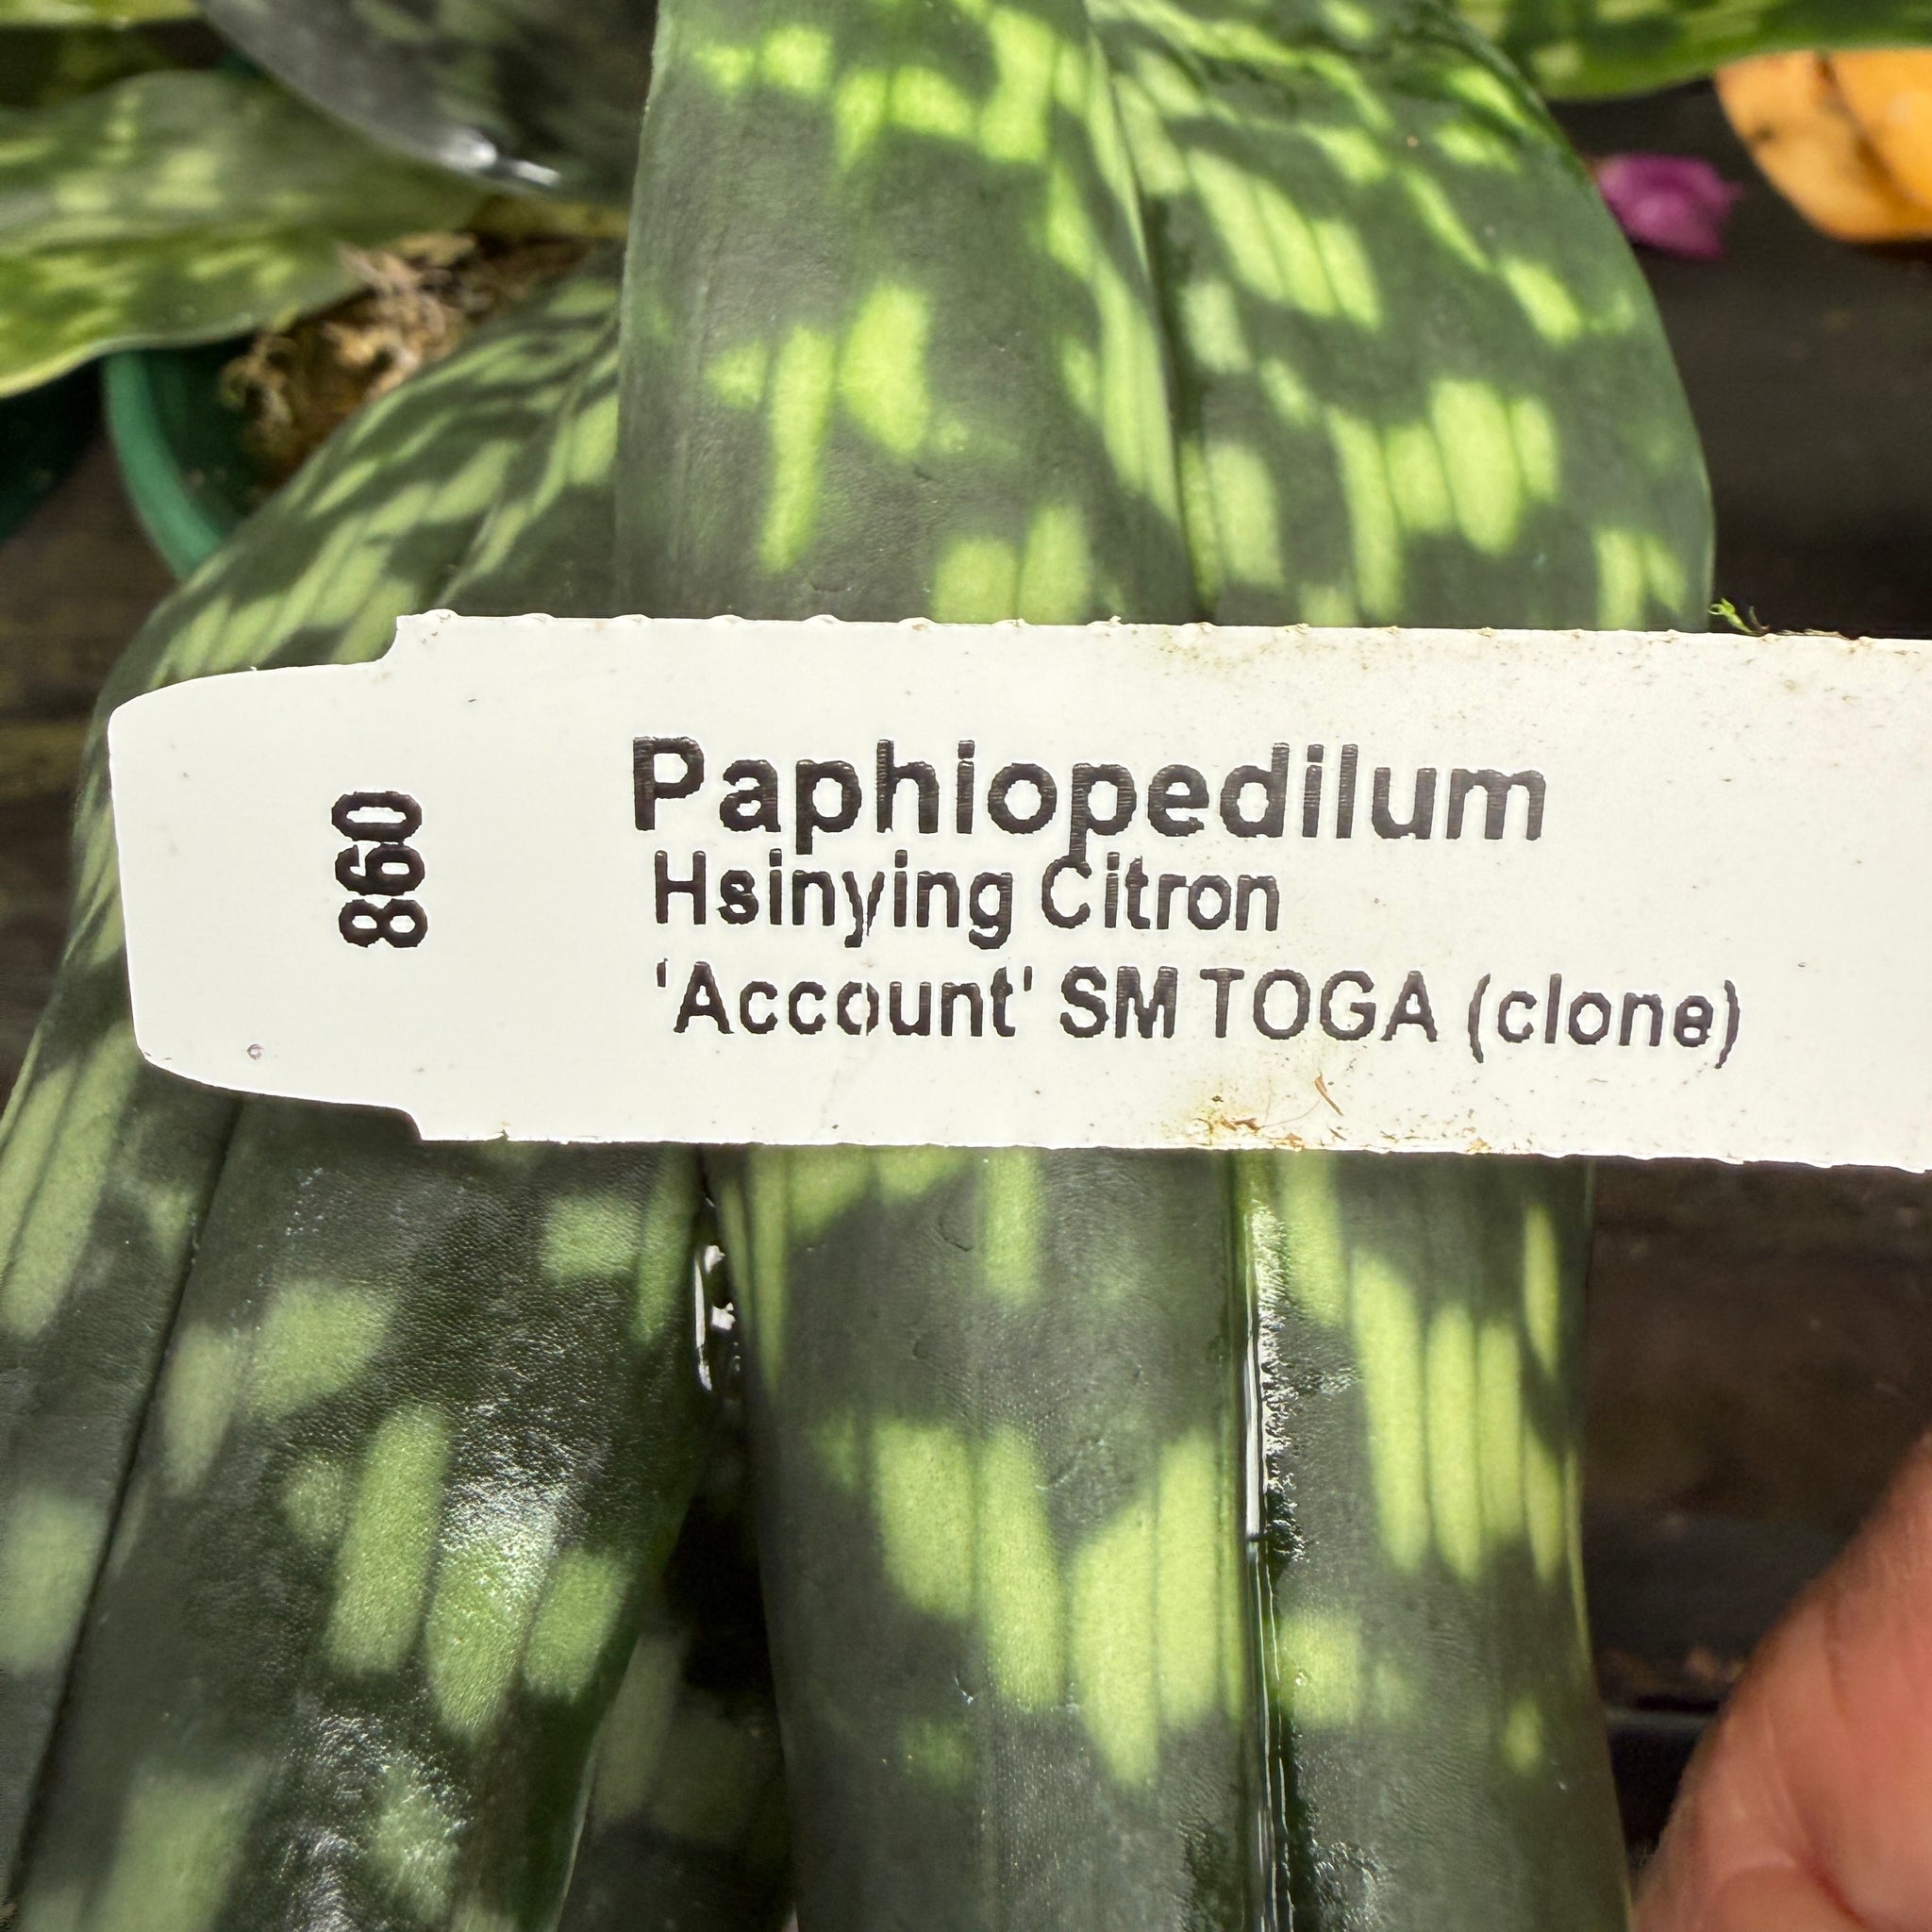 860
Paphiopedilum
Hsinying Citron
'Account' SM TOGA (clone)